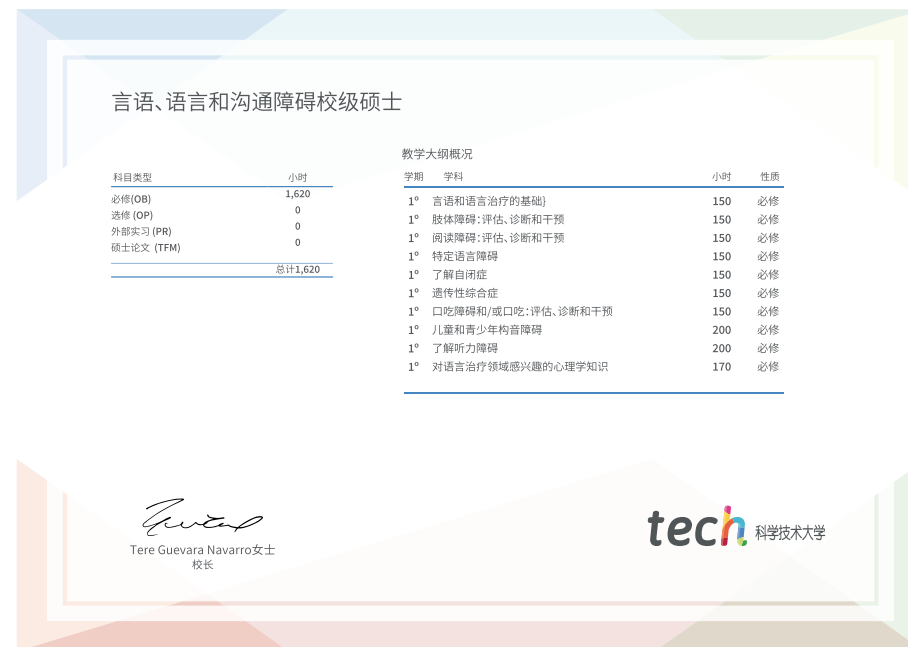 言语、语言和沟通障碍校级硕士
科目类型 小时
必修(OB) 1,620
选修 (OP) 0
外部实习 (PR) 0
硕士论文 (TFM) 0
总计1,620
教学大纲概况
学期 学科 小时 性质
1º 言语和语言治疗的基础} 150 必修
1º 肢体障碍:评估、诊断和干预 150 必修
1º 阅读障碍:评估、诊断和干预 150 必修
1º 特定语言障碍 150 必修
1º 了解自闭症 150 必修
1º 遗传性综合症 150 必修
1º 口吃障碍和/或口吃:评估、诊断和干预 150 必修
1º 儿童和青少年构音障碍 200 必修
1º 了解听力障碍 200 必修
1º 对语言治疗领域感兴趣的心理学知识 170 必修
Tere Guevara Navarro女士
校长
tech 科学技术大学